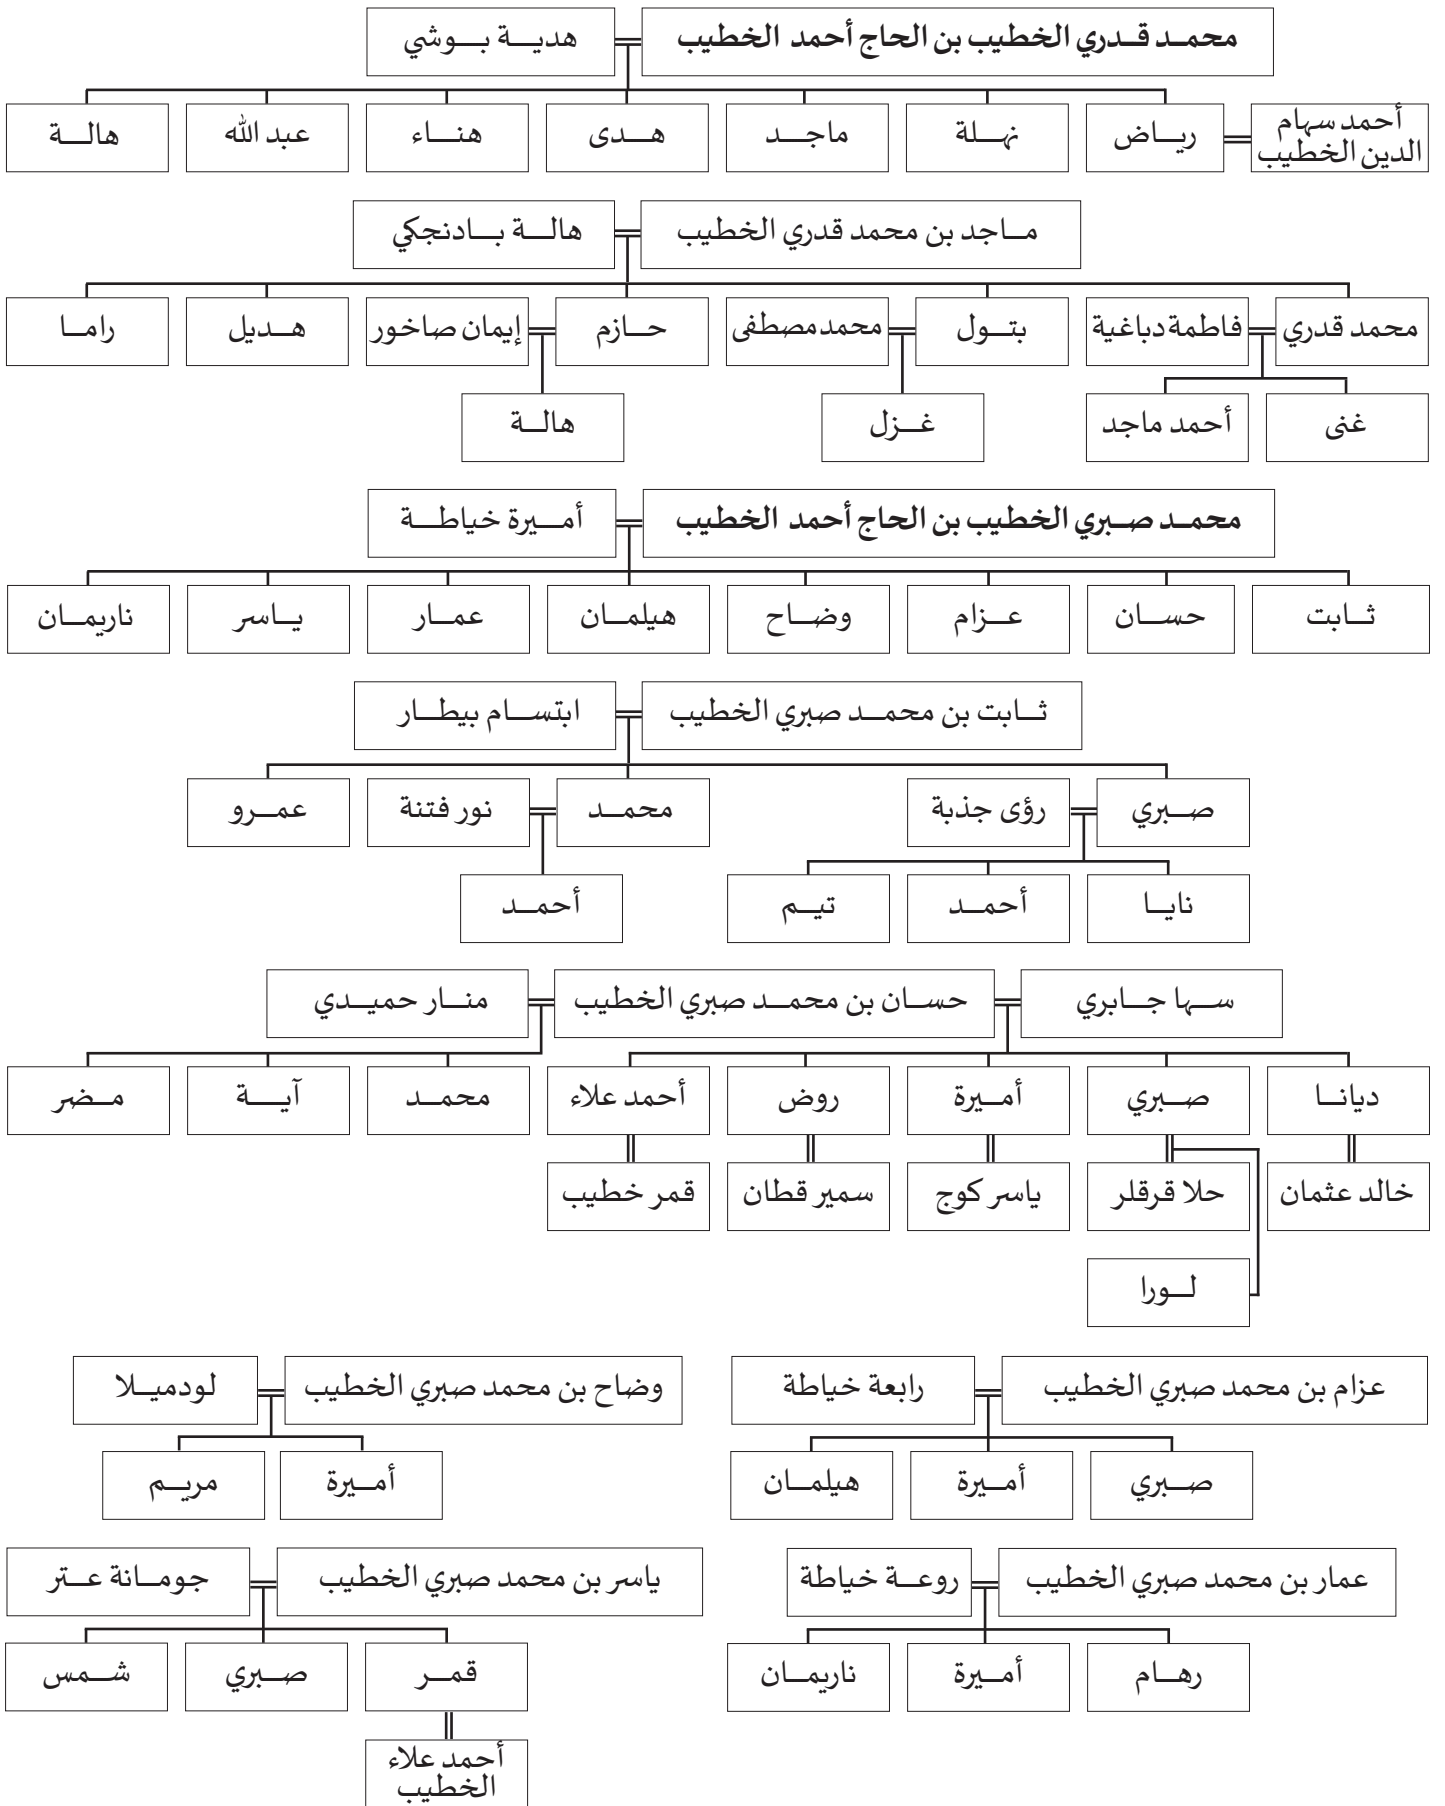 محمد قدري الخطيب بن الحاج أحمد الخطيب
هدية بوشي
أحمد سهام
الدين الخطيب
رياض
نهلة
ماجد
هدى
هناء
عبد الله
هالة
ماجد بن محمد قدري الخطيب
هالة بادنجكي
محمد قدري
فاطمة دباغية
بتول
محمد مصطفى
حازم
إيمان صاخور
هديل
راما
غنى
أحمد ماجد
غزل
هالة
محمد صبري الخطيب بن الحاج أحمد الخطيب
أميرة خياطة
ثابت
حسان
عزام
وضاح
هيلمان
عمار
ياسر
ناريمان
ثابت بن محمد صبري الخطيب
ابتسام بيطار
صبري
رؤى جذبة
محمد
نور فتنة
عمرو
نايا
أحمد
تيم
أحمد
سها جابري
حسان بن محمد صبري الخطيب
منار حميدي
ديانا
صبري
أميرة
روض
أحمد علاء
محمد
آية
مضر
خالد عثمان
حلا قرقلر
ياسر كوج
سمير قطان
قمر خطيب
لورا
عزام بن محمد صبري الخطيب
رابعة خياطة
وضاح بن محمد صبري الخطيب
لودميلا
صبري
أميرة
هيلمان
أميرة
مريم
عمار بن محمد صبري الخطيب
روعة خياطة
ياسر بن محمد صبري الخطيب
جومانة عتر
رهام
أميرة
ناريمان
قمر
صبري
شمس
أحمد علاء
الخطيب